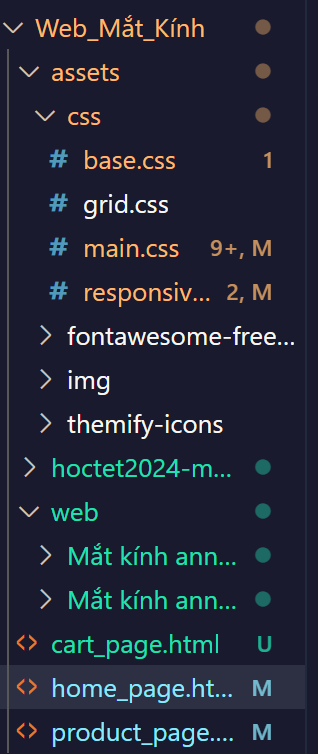 Web_Mắt_Kính
assets
css
# base.css 1
# grid.css
# main.css 9+, M
# responsiv... 2, M
fontawesome-free...
img
themify-icons
hoctet2024-m...
web
Mắt kính ann...
Mắt kính ann...
<> cart_page.html U
<> home_page.ht... M
<> product_page.... M